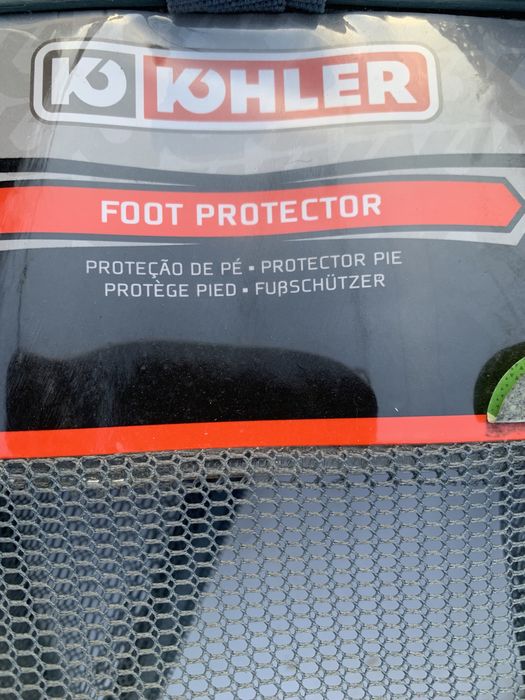 KOHLER
FOOT PROTECTOR
PROTEÇÃO DE PÉ ▪ PROTECTOR PIE
PROTÈGE PIED ▪ FUßSCHÜTZER